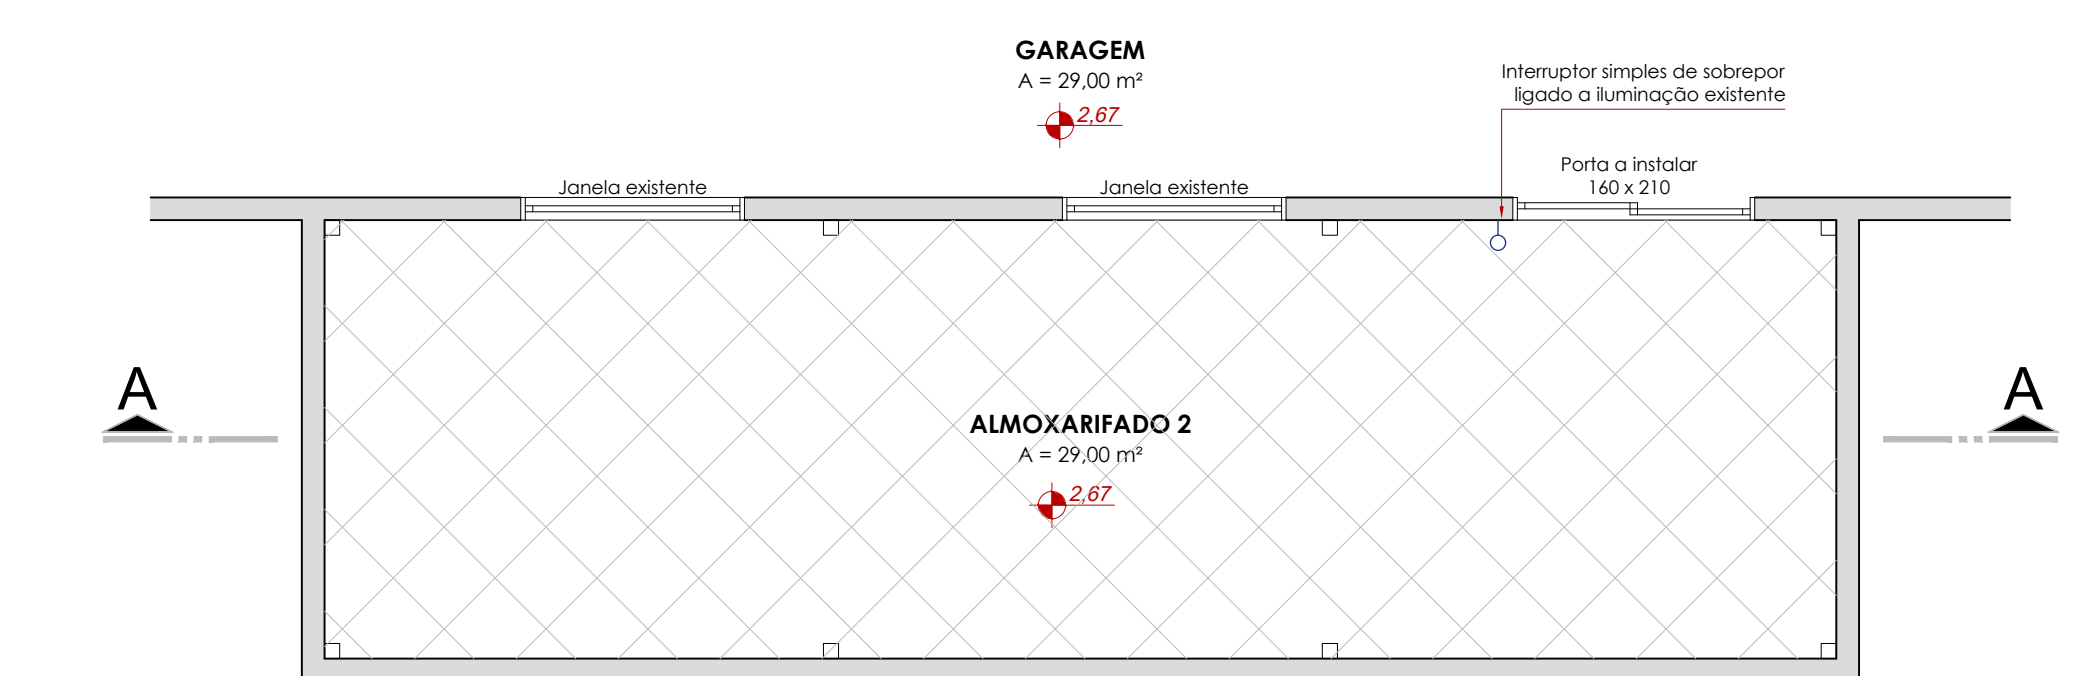 GARAGEM
A = 29,00 m²
2,67
Interruptor simples de sobrepor
ligado a iluminação existente
Porta a instalar
160 x 210
Janela existente
Janela existente
A
A
ALMOXARIFADO 2
A = 29,00 m²
2,67